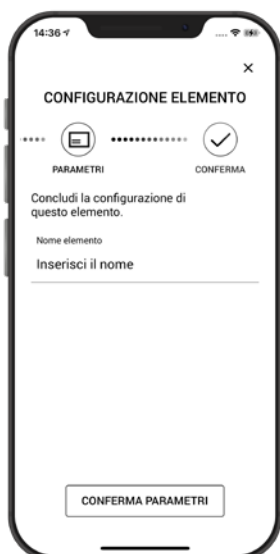 14:36
CONFIGURAZIONE ELEMENTO
PARAMETRI
CONFERMA
Concludi la configurazione di
questo elemento.
Nome elemento
Inserisci il nome
CONFERMA PARAMETRI